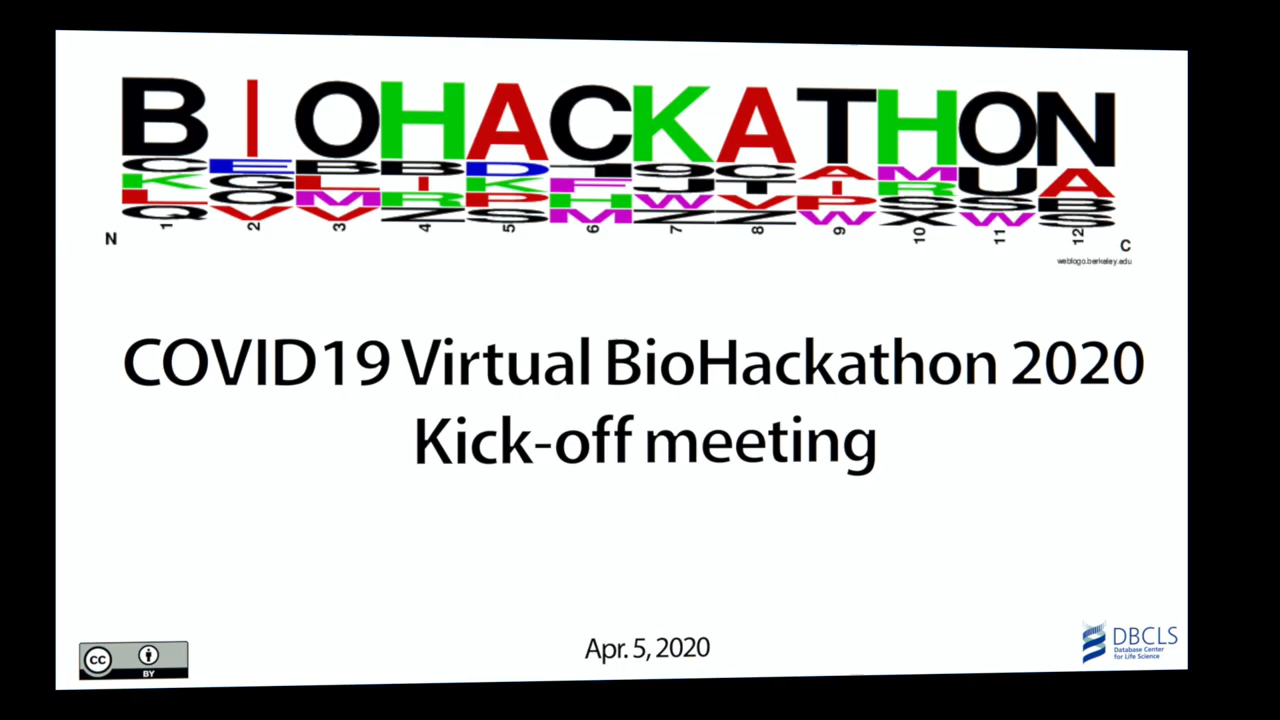 BIOHACKATHON
N
1 2 3 4 5 6 7 8 9 10 11 12
C
weblogo.berkeley.edu
COVID19 Virtual BioHackathon 2020
Kick-off meeting
Apr. 5, 2020
CC BY
DBCLS
Database Center
for Life Science